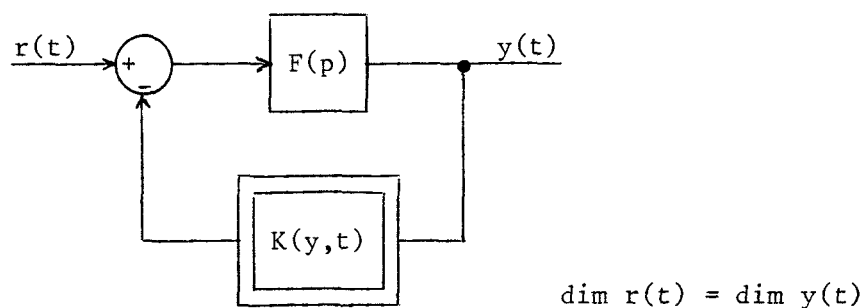 r(t)
+
−
F(p)
y(t)
K(y,t)
dim r(t) = dim y(t)